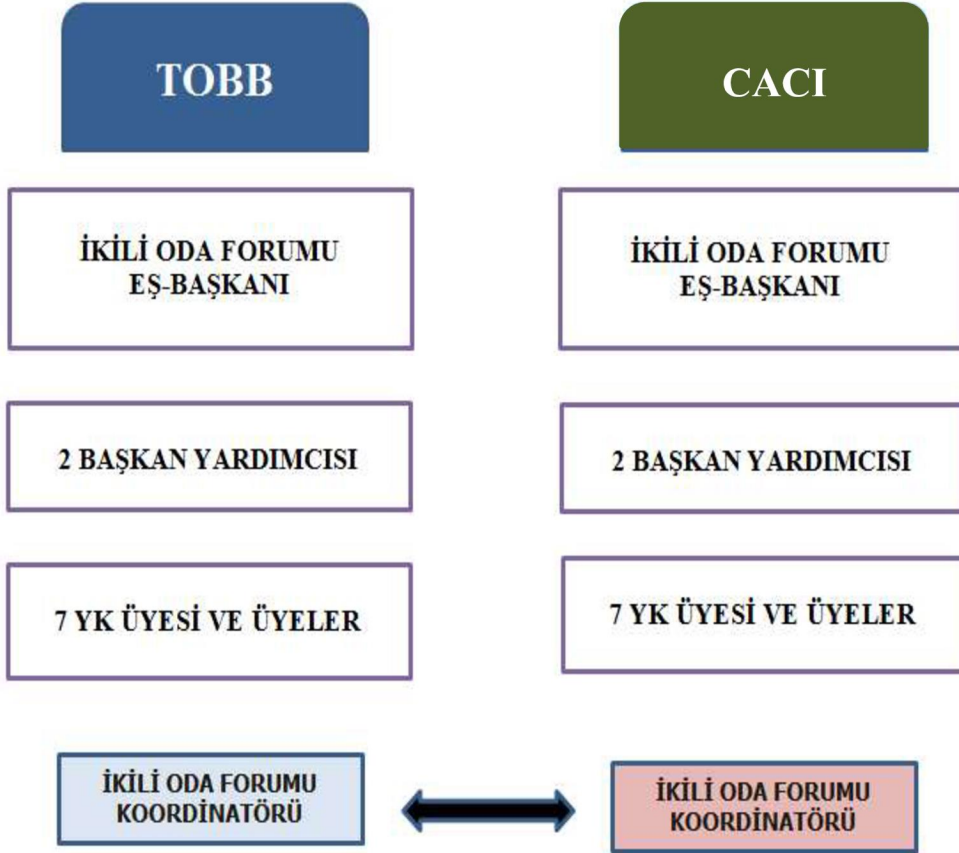 TOBB
CACI
İKİLİ ODA FORUMU
EŞ-BAŞKANI
İKİLİ ODA FORUMU
EŞ-BAŞKANI
2 BAŞKAN YARDIMCISI
2 BAŞKAN YARDIMCISI
7 YK ÜYESİ VE ÜYELER
7 YK ÜYESİ VE ÜYELER
İKİLİ ODA FORUMU
KOORDİNATÖRÜ
İKİLİ ODA FORUMU
KOORDİNATÖRÜ